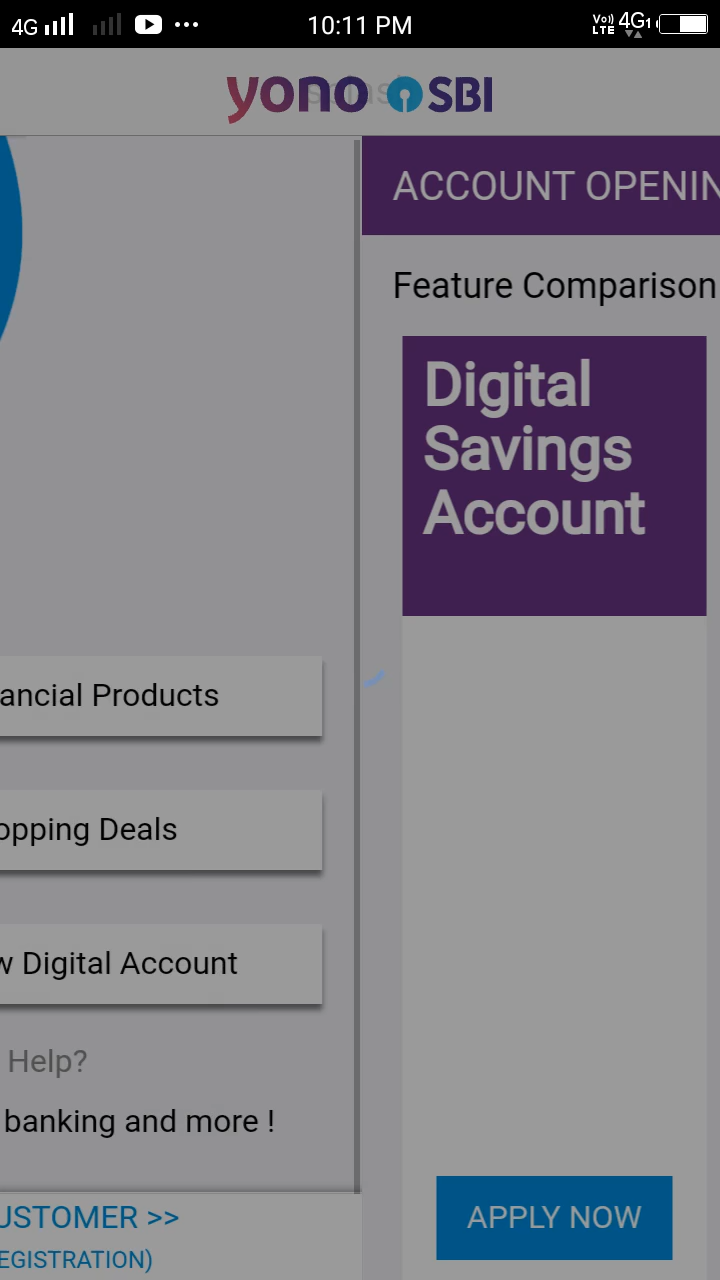 4G 10:11 PM Vo)) LTE 4G1
yono SBI
ACCOUNT OPENIN
Feature Comparison
Digital
Savings
Account
ancial Products
opping Deals
w Digital Account
Help?
banking and more !
USTOMER >>
EGISTRATION)
APPLY NOW